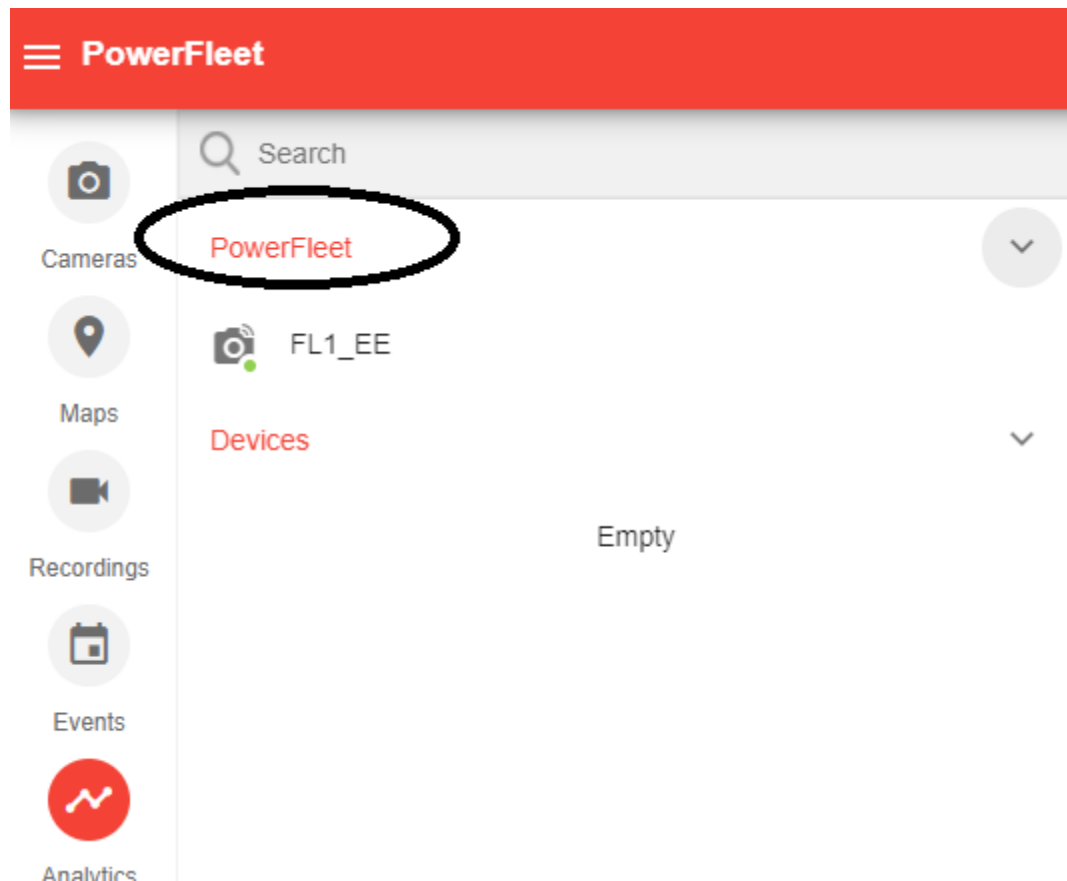 PowerFleet
Search
Cameras
PowerFleet
FL1_EE
Maps
Devices
Empty
Recordings
Events
Analytics